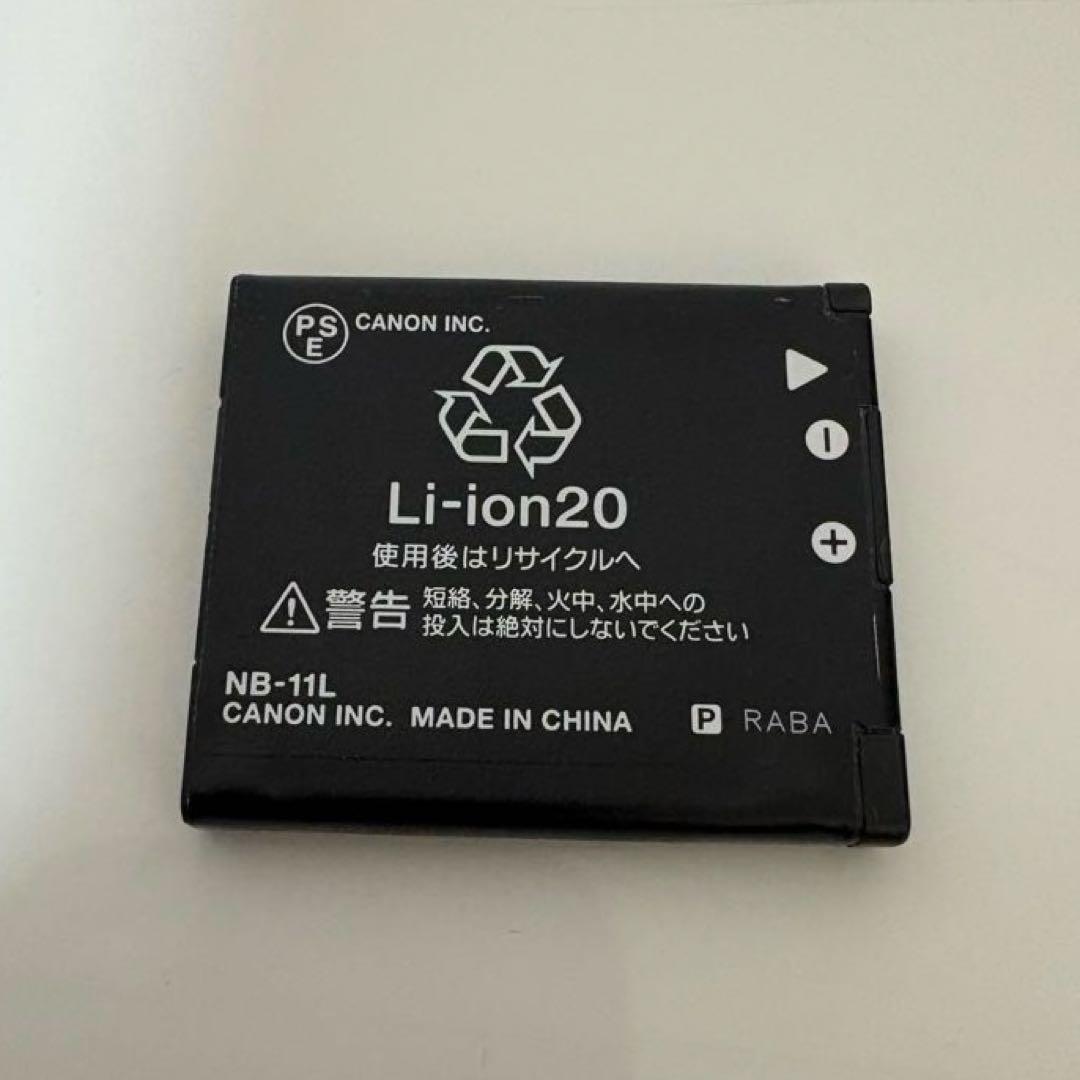 PSE CANON INC.
Li-ion20
使用後はリサイクルへ
警告 短絡、分解、火中、水中への
投入は絶対にしないでください
NB-11L
CANON INC. MADE IN CHINA P RABA